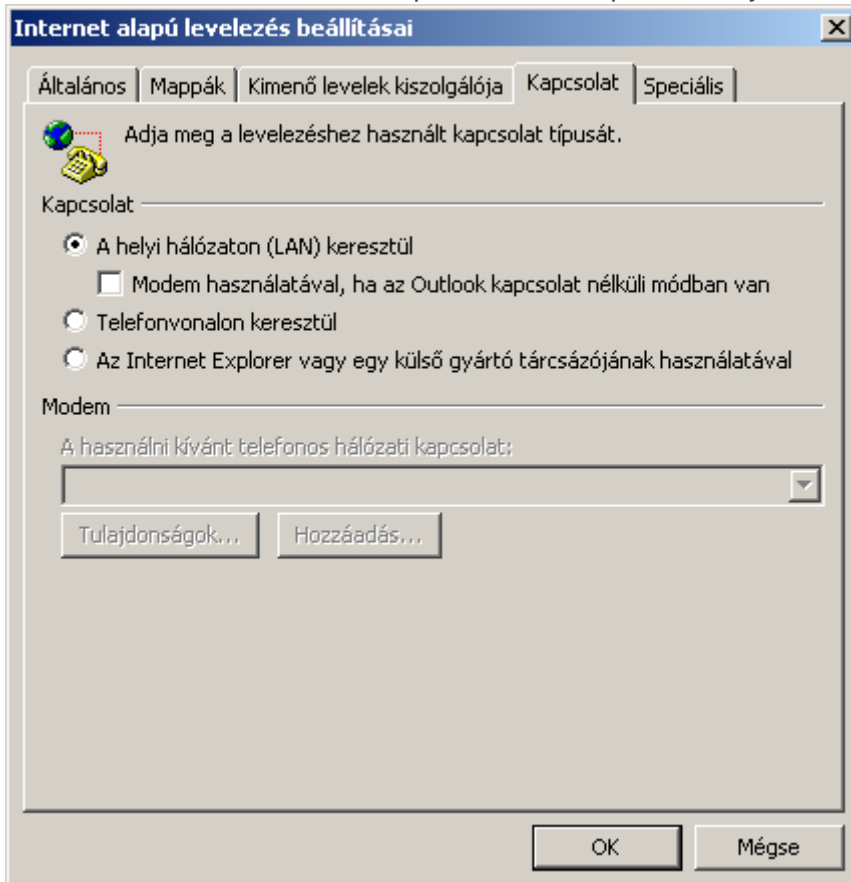 Internet alapú levelezés beállításai
Általános Mappák Kimenő levelek kiszolgálója Kapcsolat Speciális
Adja meg a levelezéshez használt kapcsolat típusát.
Kapcsolat
A helyi hálózaton (LAN) keresztül
Modem használatával, ha az Outlook kapcsolat nélküli módban van
Telefonvonalon keresztül
Az Internet Explorer vagy egy külső gyártó tárcsázójának használatával
Modem
A használni kívánt telefonos hálózati kapcsolat:
Tulajdonságok... Hozzáadás...
OK Mégse